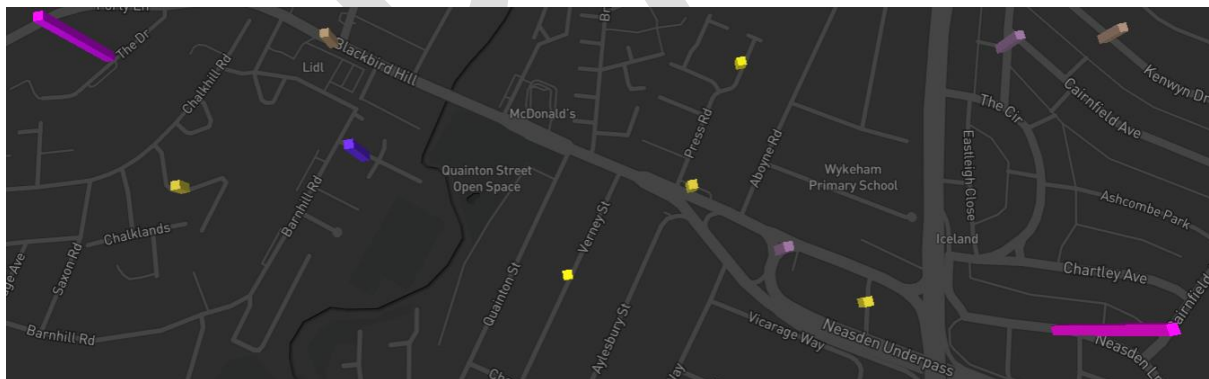 The Dr
Chalkhill Rd
Lidl
Blackbird Hill
McDonald's
Press Rd
Aboyne Rd
The Cir
Cairnfield Ave
Kenwyn Dr
Eastleigh Close
Quainton Street
Open Space
Wykeham
Primary School
Ashcombe Park
Barnhill Rd
Verney St
Chalklands
Saxon Rd
Iceland
Chartley Ave
Quainton St
Aylesbury St
Vicarage Way
Neasden Underpass
Barnhill Rd
Neasden Ln
Cairnfield